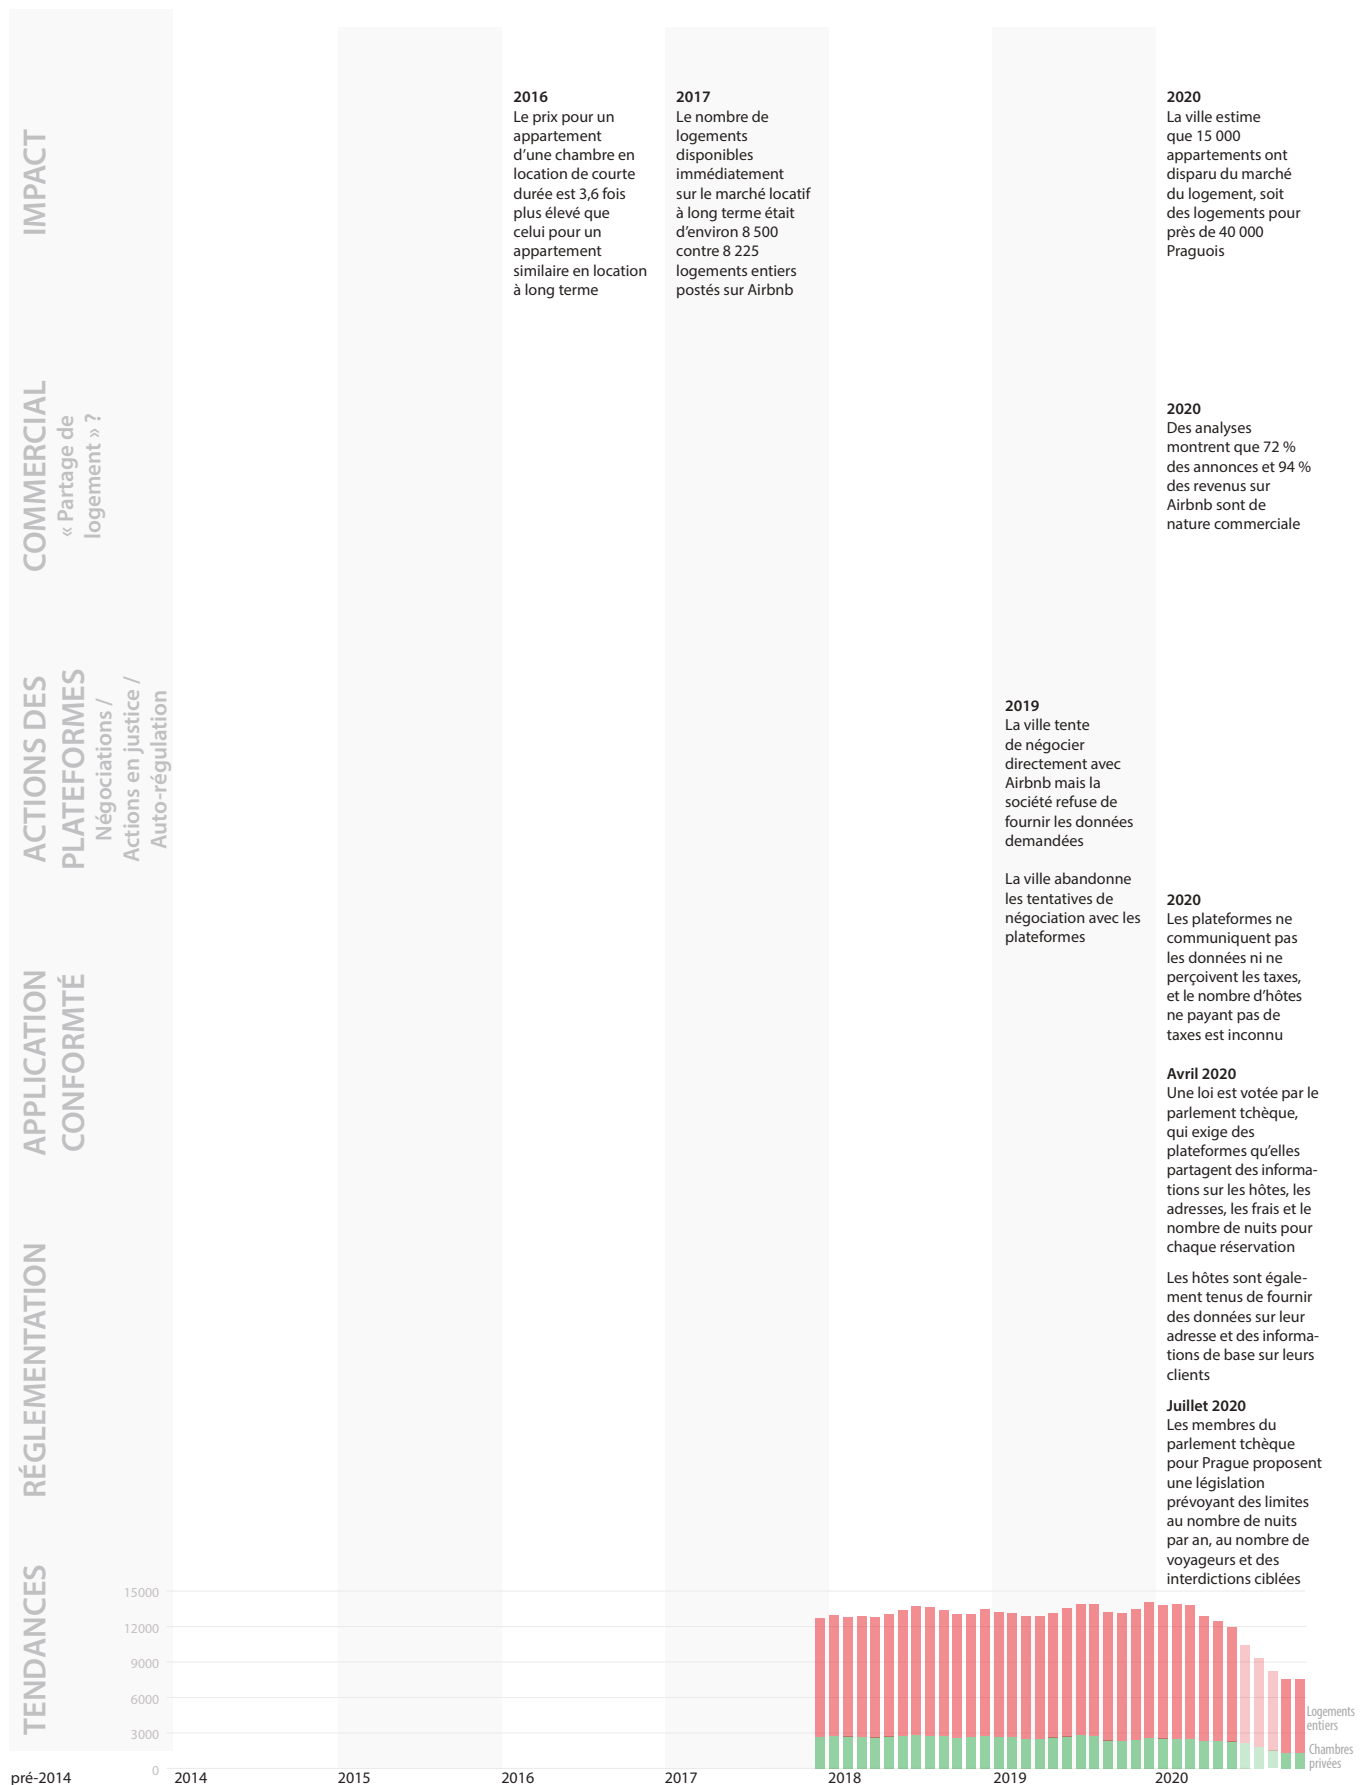 IMPACT
2016
Le prix pour un
appartement
d’une chambre en
location de courte
durée est 3,6 fois
plus élevé que
celui pour un
appartement
similaire en location
à long terme
2017
Le nombre de
logements
disponibles
immédiatement
sur le marché locatif
à long terme était
d’environ 8 500
contre 8 225
logements entiers
postés sur Airbnb
2020
La ville estime
que 15 000
appartements ont
disparu du marché
du logement, soit
des logements pour
près de 40 000
Praguois
COMMERCIAL
« Partage de
logement » ?
2020
Des analyses
montrent que 72 %
des annonces et 94 %
des revenus sur
Airbnb sont de
nature commerciale
ACTIONS DES
PLATEFORMES
Négociations /
Actions en justice /
Auto-régulation
2019
La ville tente
de négocier
directement avec
Airbnb mais la
société refuse de
fournir les données
demandées
La ville abandonne
les tentatives de
négociation avec les
plateformes
APPLICATION
CONFORMTÉ
2020
Les plateformes ne
communiquent pas
les données ni ne
perçoivent les taxes,
et le nombre d’hôtes
ne payant pas de
taxes est inconnu
Avril 2020
Une loi est votée par le
parlement tchèque,
qui exige des
plateformes qu’elles
partagent des informa-
tions sur les hôtes, les
adresses, les frais et le
nombre de nuits pour
chaque réservation
Les hôtes sont égale-
ment tenus de fournir
des données sur leur
adresse et des informa-
tions de base sur leurs
clients
RÉGLEMENTATION
Juillet 2020
Les membres du
parlement tchèque
pour Prague proposent
une législation
prévoyant des limites
au nombre de nuits
par an, au nombre de
voyageurs et des
interdictions ciblées
TENDANCES
15000
12000
9000
6000
3000
0
Logements
entiers
Chambres
privées
pré-2014
2014
2015
2016
2017
2018
2019
2020